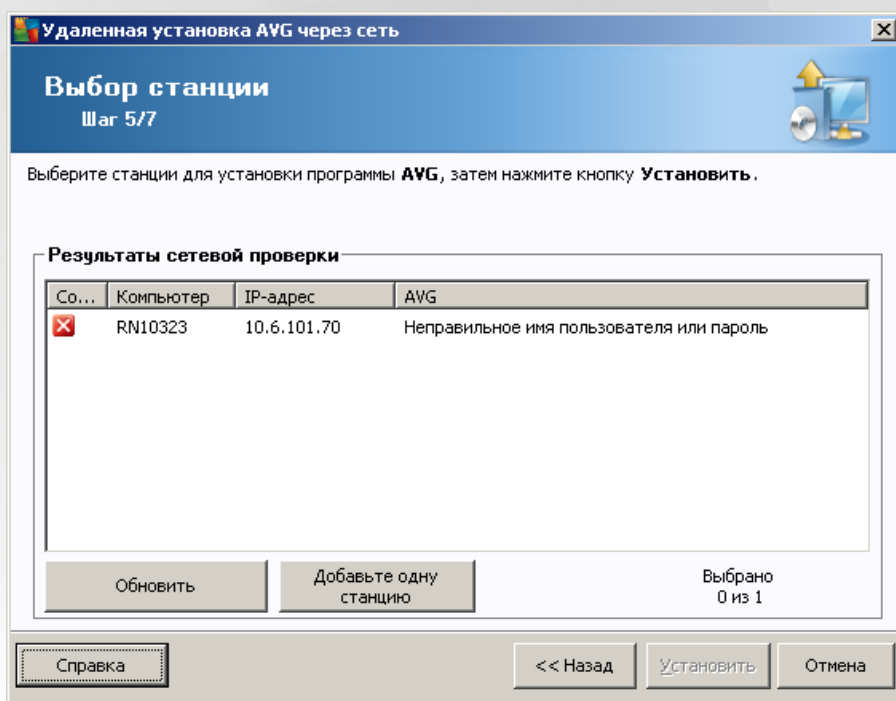 Удаленная установка AVG через сеть
Выбор станции
Шаг 5/7
Выберите станции для установки программы AVG, затем нажмите кнопку Установить.
Результаты сетевой проверки
Со... Компьютер IP-адрес AVG
RN10323 10.6.101.70 Неправильное имя пользователя или пароль
Обновить
Добавьте одну
станцию
Выбрано
0 из 1
Справка << Назад Установить Отмена